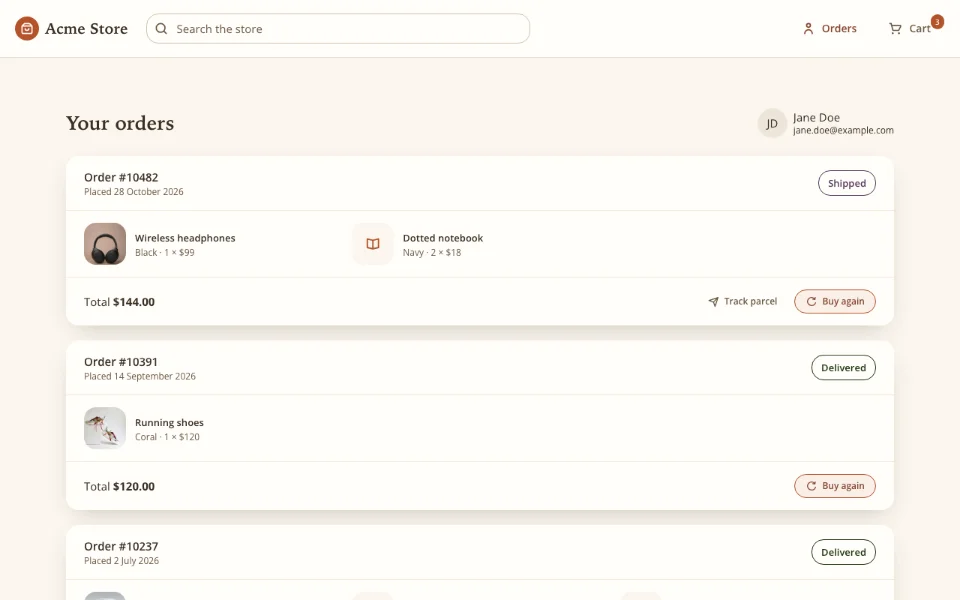 Acme Store
Search the store
Orders
Cart
3
Your orders
JD
Jane Doe
jane.doe@example.com
Order #10482
Placed 28 October 2026
Shipped
Wireless headphones
Black · 1 × $99
Dotted notebook
Navy · 2 × $18
Total $144.00
Track parcel
Buy again
Order #10391
Placed 14 September 2026
Delivered
Running shoes
Coral · 1 × $120
Total $120.00
Buy again
Order #10237
Placed 2 July 2026
Delivered